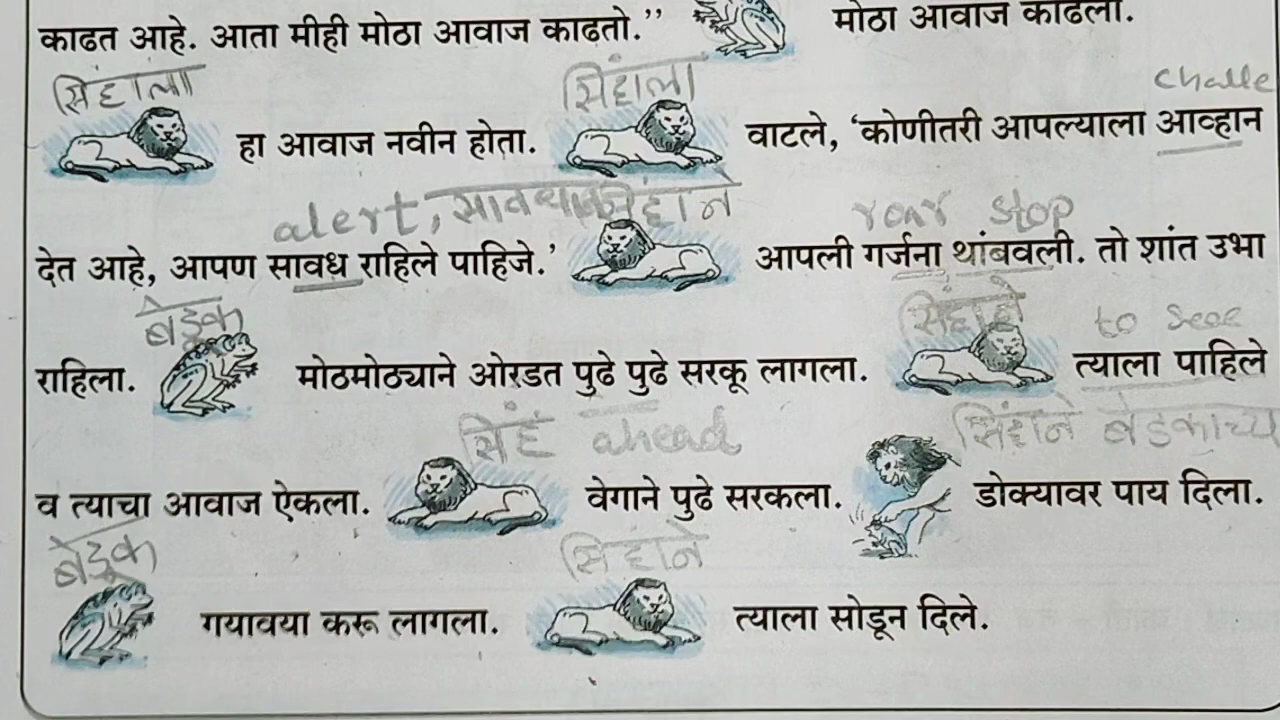 काढत आहे. आता मीही मोठा आवाज काढतो.” मोठा आवाज काढला.
सिंहाला सिंहाला challe
हा आवाज नवीन होता. वाटले, ‘कोणीतरी आपल्याला आव्हान
alert, सावधान सिंहाने roar stop
देत आहे, आपण सावध राहिले पाहिजे.’ आपली गर्जना थांबवली. तो शांत उभा
बेडूक सिंहाने to see
राहिला. मोठमोठ्याने ओरडत पुढे पुढे सरकू लागला. त्याला पाहिले
सिंह ahead सिंहाने बेडकाच्य
व त्याचा आवाज ऐकला. वेगाने पुढे सरकला. डोक्यावर पाय दिला.
बेडूक सिंहाने
गयावया करू लागला. त्याला सोडून दिले.